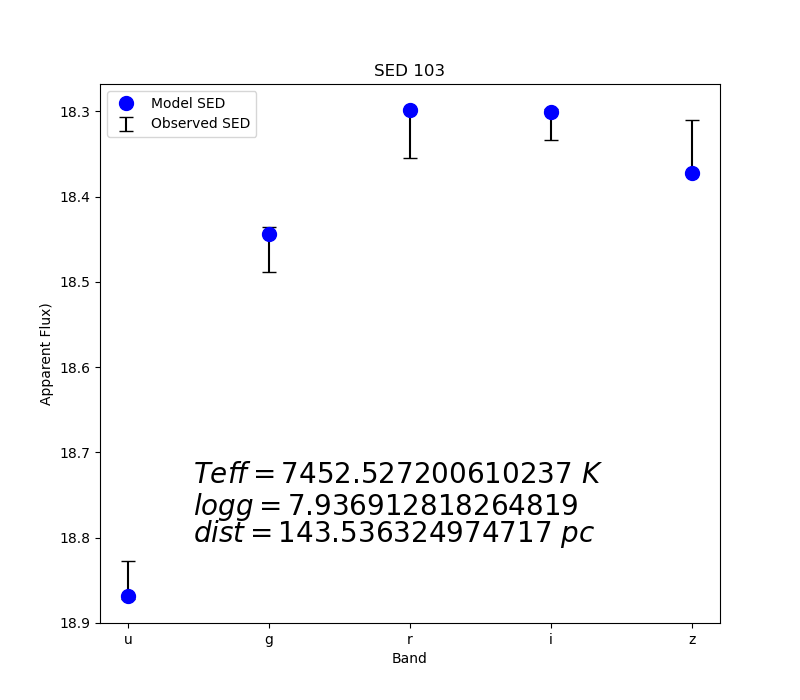 SED 103
Model SED
Observed SED
18.3
18.4
18.5
18.6
18.7
18.8
18.9
Apparent Flux)
Teff = 7452.527200610237 K
logg = 7.936912818264819
dist = 143.536324974717 pc
u g r i z
Band